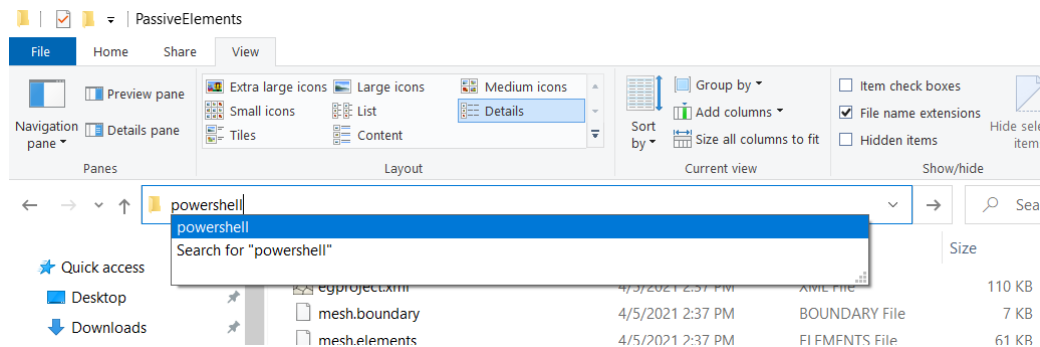 PassiveElements
File Home Share View
Preview pane Extra large icons Large icons Medium icons Group by Item check boxes
Small icons List Details Add columns File name extensions
Navigation pane Details pane Tiles Content Sort by Size all columns to fit Hidden items Hide sele item
Panes Layout Current view Show/hide
powershell Sea
powershell
Search for "powershell"
Size
Quick access
egproject.xml 4/5/2021 2:37 PM XML File 110 KB
Desktop
mesh.boundary 4/5/2021 2:37 PM BOUNDARY File 7 KB
Downloads
mesh.elements 4/5/2021 2:37 PM ELEMENTS File 61 KB